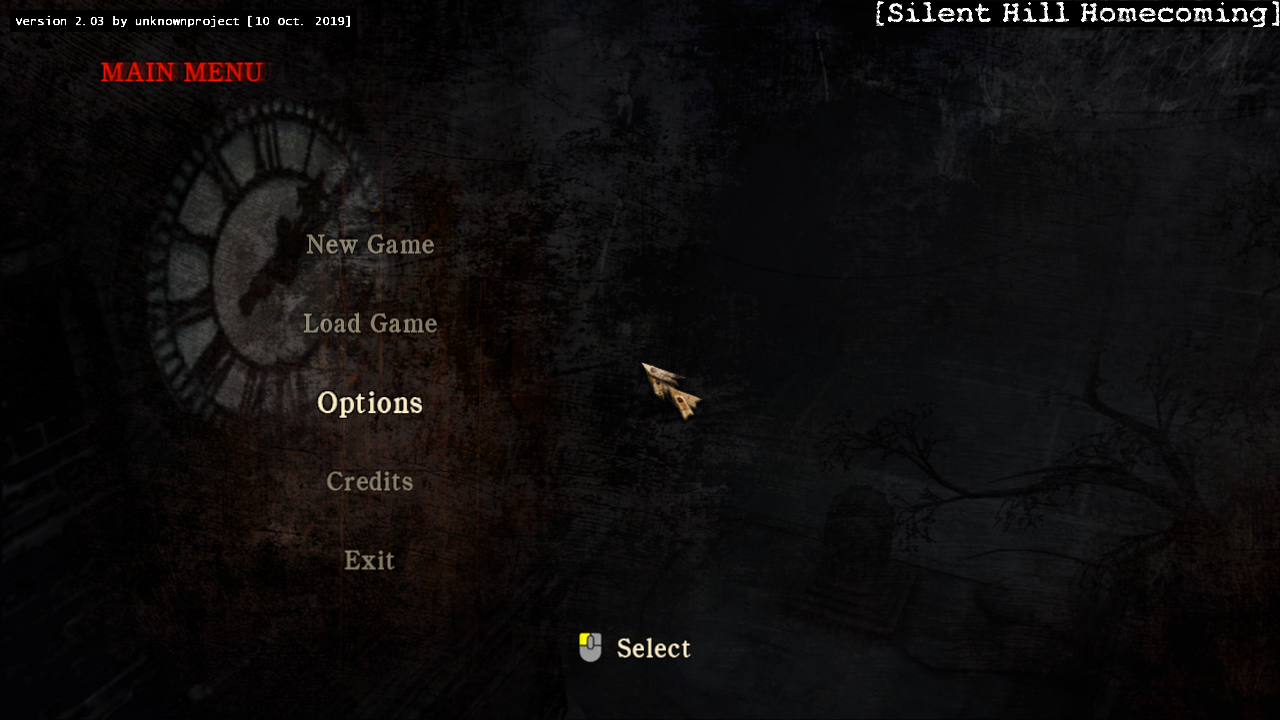 version 2.03 by unknownproject [10 Oct. 2019]
[Silent Hill Homecoming]
MAIN MENU
New Game
Load Game
Options
Credits
Exit
Select